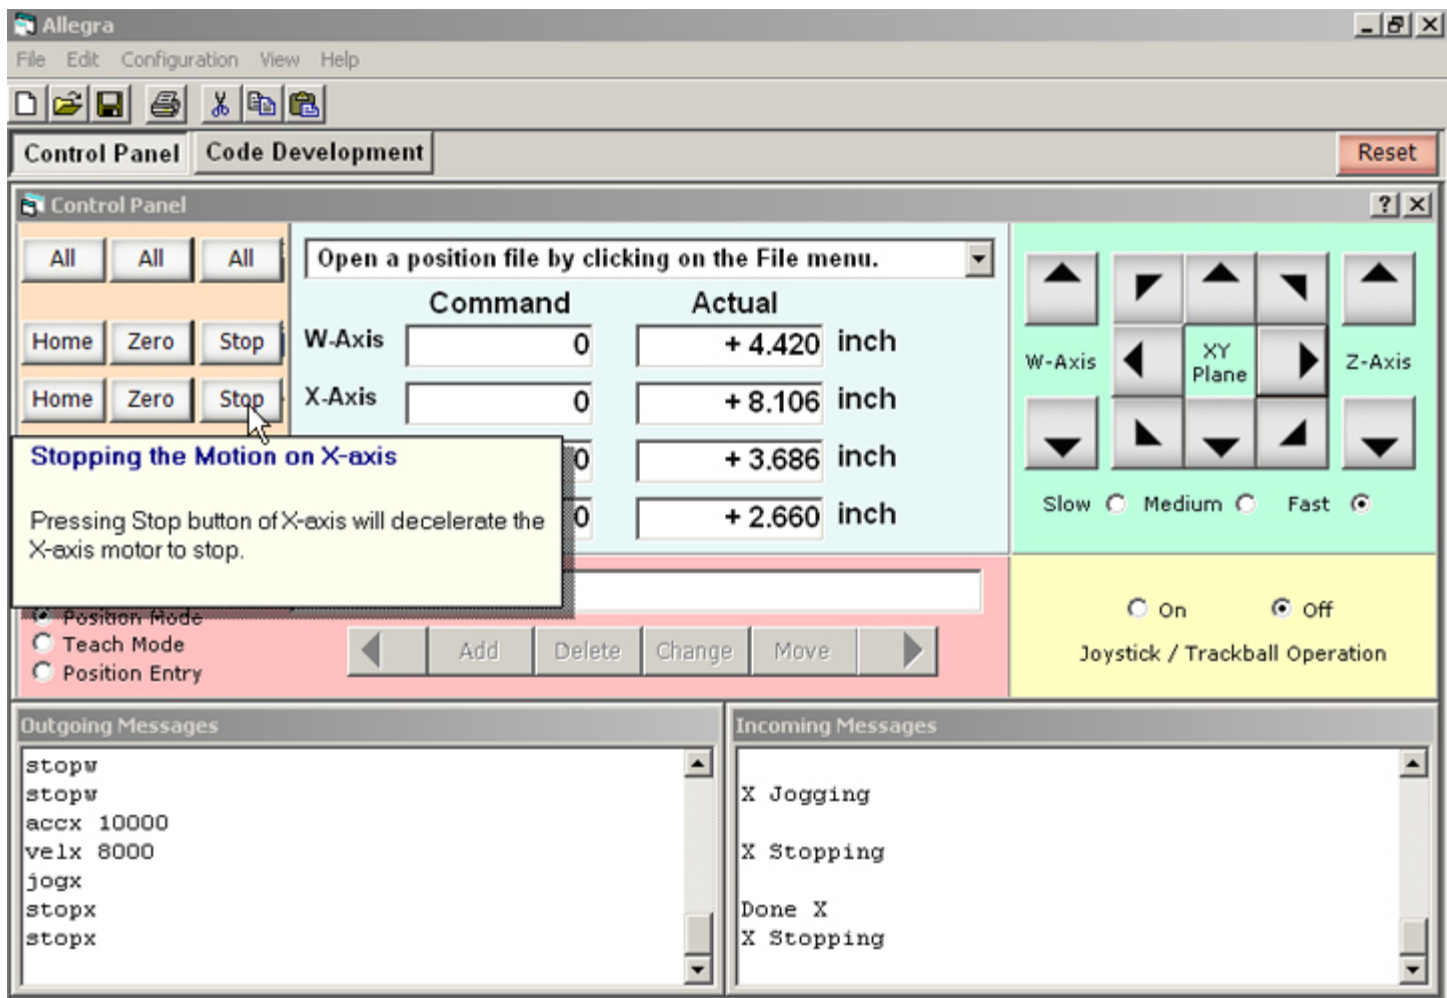 Allegra
File Edit Configuration View Help
Control Panel Code Development Reset
Control Panel
All All All
Open a position file by clicking on the File menu.
Command Actual
Home Zero Stop W-Axis 0 + 4.420 inch
Home Zero Stop X-Axis 0 + 8.106 inch
0 + 3.686 inch
0 + 2.660 inch
Stopping the Motion on X-axis
Pressing Stop button of X-axis will decelerate the
X-axis motor to stop.
W-Axis XY Plane Z-Axis
Slow Medium Fast
Position Mode
Teach Mode
Position Entry
Add Delete Change Move
On Off
Joystick / Trackball Operation
Outgoing Messages
stopw
stopw
accx 10000
velx 8000
jogx
stopx
stopx
Incoming Messages
X Jogging
X Stopping
Done X
X Stopping